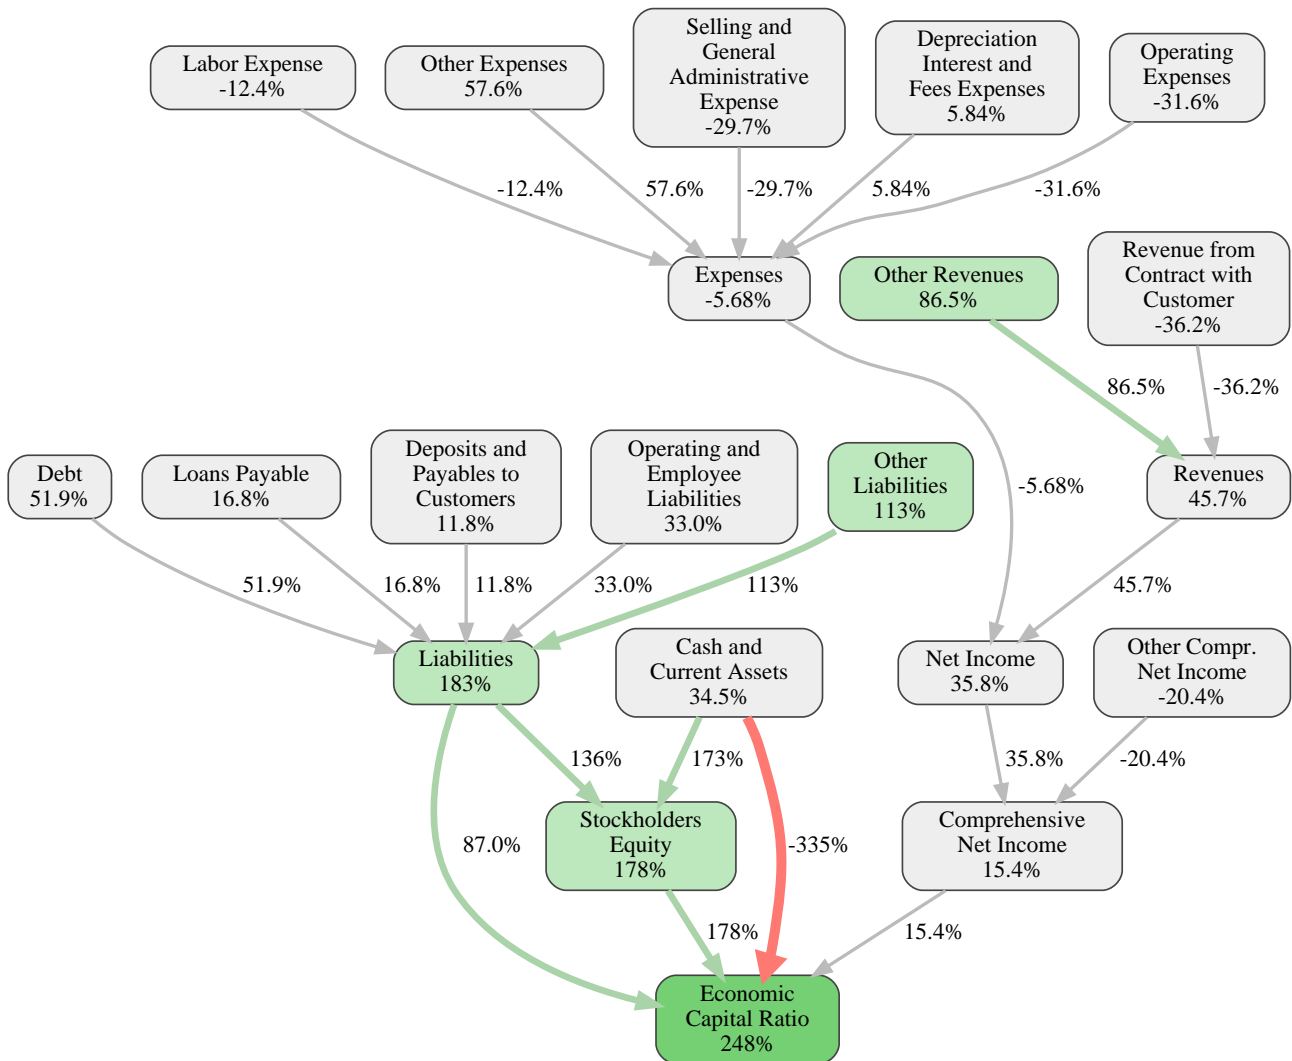 Labor Expense
-12.4%
Other Expenses
57.6%
Selling and
General
Administrative
Expense
-29.7%
Depreciation
Interest and
Fees Expenses
5.84%
Operating
Expenses
-31.6%
-12.4%
57.6%
-29.7%
5.84%
-31.6%
Expenses
-5.68%
Other Revenues
86.5%
Revenue from
Contract with
Customer
-36.2%
86.5%
-36.2%
Debt
51.9%
Loans Payable
16.8%
Deposits and
Payables to
Customers
11.8%
Operating and
Employee
Liabilities
33.0%
Other
Liabilities
113%
-5.68%
Revenues
45.7%
51.9%
16.8%
11.8%
33.0%
113%
45.7%
Liabilities
183%
Cash and
Current Assets
34.5%
Net Income
35.8%
Other Compr.
Net Income
-20.4%
136%
173%
35.8%
-20.4%
87.0%
Stockholders
Equity
178%
-335%
Comprehensive
Net Income
15.4%
178%
15.4%
Economic
Capital Ratio
248%